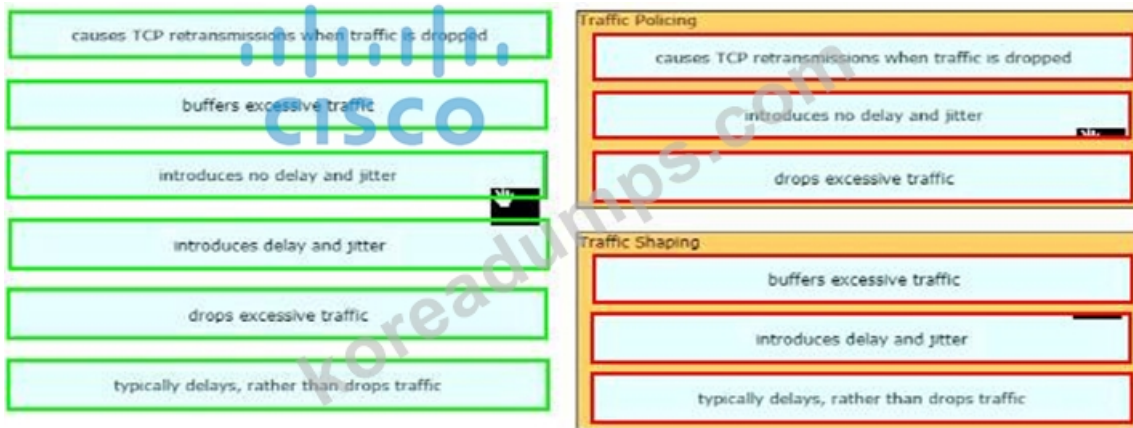 causes TCP retransmissions when traffic is dropped
buffers excessive traffic
introduces no delay and jitter
introduces delay and jitter
drops excessive traffic
typically delays, rather than drops traffic
Traffic Policing
causes TCP retransmissions when traffic is dropped
introduces no delay and jitter
drops excessive traffic
Traffic Shaping
buffers excessive traffic
introduces delay and jitter
typically delays, rather than drops traffic
CISCO
koreadumps.com